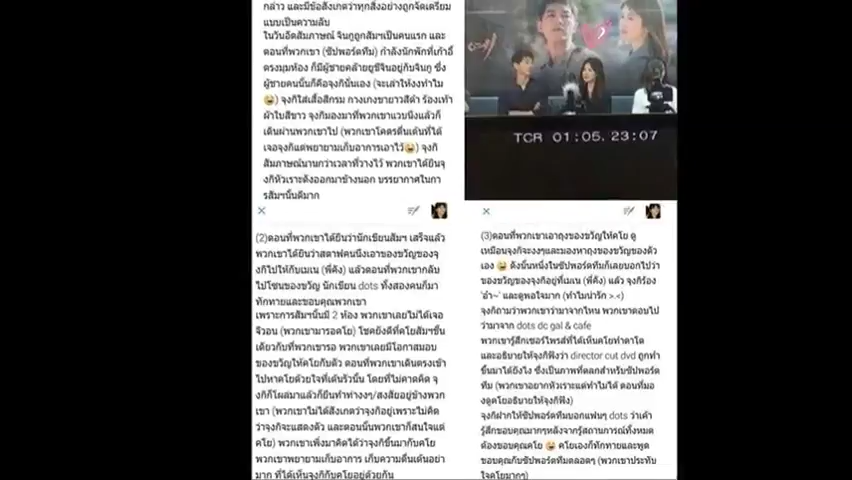 กล่าว และมีข้อสังเกตว่าทุกสิ่งอย่างถูกจัดเตรียม
แบบเป็นความลับ
ในวันอัดสัมภาษณ์ จินกูถูกสัมฯเป็นคนแรก และ
ตอนที่พวกเขา (ซัปพอร์ตทีม) กำลังนั่งพักที่เก้าอี้
ตรงมุมห้อง ก็มีผู้ชายคล้ายยูชีจินอยู่กับจินกู ซึ่ง
ผู้ชายคนนั้นก็คือจุงกินั่นเอง (จะเล่าให้งงทำไม
😂) จุงกิใส่เสื้อสีกรม กางเกงขายาวสีดำ รองเท้า
ผ้าใบสีขาว จุงกิมองมาที่พวกเขาแวบนึงแล้วก็
เดินผ่านพวกเขาไป (พวกเขาโคตรตื่นเต้นที่ได้
เจอจุงกิแต่พยายามเก็บอาการเอาไว้😂) จุงกิ
สัมภาษณ์นานกว่าเวลาที่วางไว้ พวกเขาได้ยินจุ
งกิหัวเราะดังออกมาข้างนอก บรรยากาศในกา
รสัมฯนั้นดีมาก
TCR 01:05.23:07
(2)ตอนที่พวกเขาได้ยินว่านักเขียนสัมฯ เสร็จแล้ว
พวกเขาได้ยินว่าสตาฟคนนึงเอาของขวัญของจุ
งกิไปให้กับเมเน (พี่คัง) แล้วตอนที่พวกเขากลับ
ไปโซนของขวัญ นักเขียน dots ทั้งสองคนก็มา
ทักทายและขอบคุณพวกเขา
เพราะการสัมฯนั้นมี 2 ห้อง พวกเขาเลยไม่ได้เจอ
จีวอน (พวกเขามารอคโย) โชคยังดีที่คโยสัมฯชั้น
เดียวกับที่พวกเขารอ พวกเขาเลยมีโอกาสมอบ
ของขวัญให้คโยกับตัว ตอนที่พวกเขาเดินตรงเข้า
ไปหาคโยด้วยใจที่เต้นรัวนั้น โดยที่ไม่คาดคิด จุ
งกิก็โผล่มาแล้วก็ยืนทำท่างงๆ/สงสัยอยู่ข้างพวก
เขา (พวกเขาไม่ได้สังเกตว่าจุงกิอยู่เพราะไม่คิด
ว่าจุงกิจะแสดงตัว และตอนนั้นพวกเขาก็สนใจแต่
คโย) พวกเขาเพิ่งมาคิดได้ว่าจุงกิขึ้นมากับคโย
พวกเขาพยายามเก็บอาการ เก็บความตื่นเต้นอย่า
มาก ที่ได้เห็นจุงกิกับคโยอยู่ด้วยกัน
(3)ตอนที่พวกเขาเอาถุงของขวัญให้คโย ดู
เหมือนจุงกิจะงงๆและมองหาถุงของขวัญของตัว
เอง 😂 ดังนั้นหนึ่งในซัปพอร์ตทีมก็เลยบอกไปว่า
ของขวัญของจุงกิอยู่ที่เมเน (พี่คัง) แล้ว จุงกิร้อง
'อ๋า~' และดูพอใจมาก (ทำไมน่ารัก >.<)
จุงกิถามว่าพวกเขาว่ามาจากไหน พวกเขาตอบไป
ว่ามาจาก dots dc gal & cafe
พวกเขารู้สึกเซอร์ไพรส์ที่ได้เห็นคโยทำตาโต
และอธิบายให้จุงกิฟังว่า director cut dvd ถูกทำ
ขึ้นมาได้ยังไง ซึ่งเป็นภาพที่ตลกสำหรับซัปพอร์ต
ทีม (พวกเขาอยากหัวเราะแต่ทำไม่ได้ ตอนที่มอ
งดูคโยอธิบายให้จุงกิฟัง)
จุงกิฝากให้ซัปพอร์ตทีมบอกแฟนๆ dots ว่าเค้า
รู้สึกขอบคุณมากๆหลังจากรู้สถานการณ์ทั้งหมด
ต้องขอบคุณคโย 😂 คโยเองก็ทักทายและพูด
ขอบคุณกับซัปพอร์ตทีมตลอดๆ (พวกเขาประทับ
ใจคโยมากๆ)